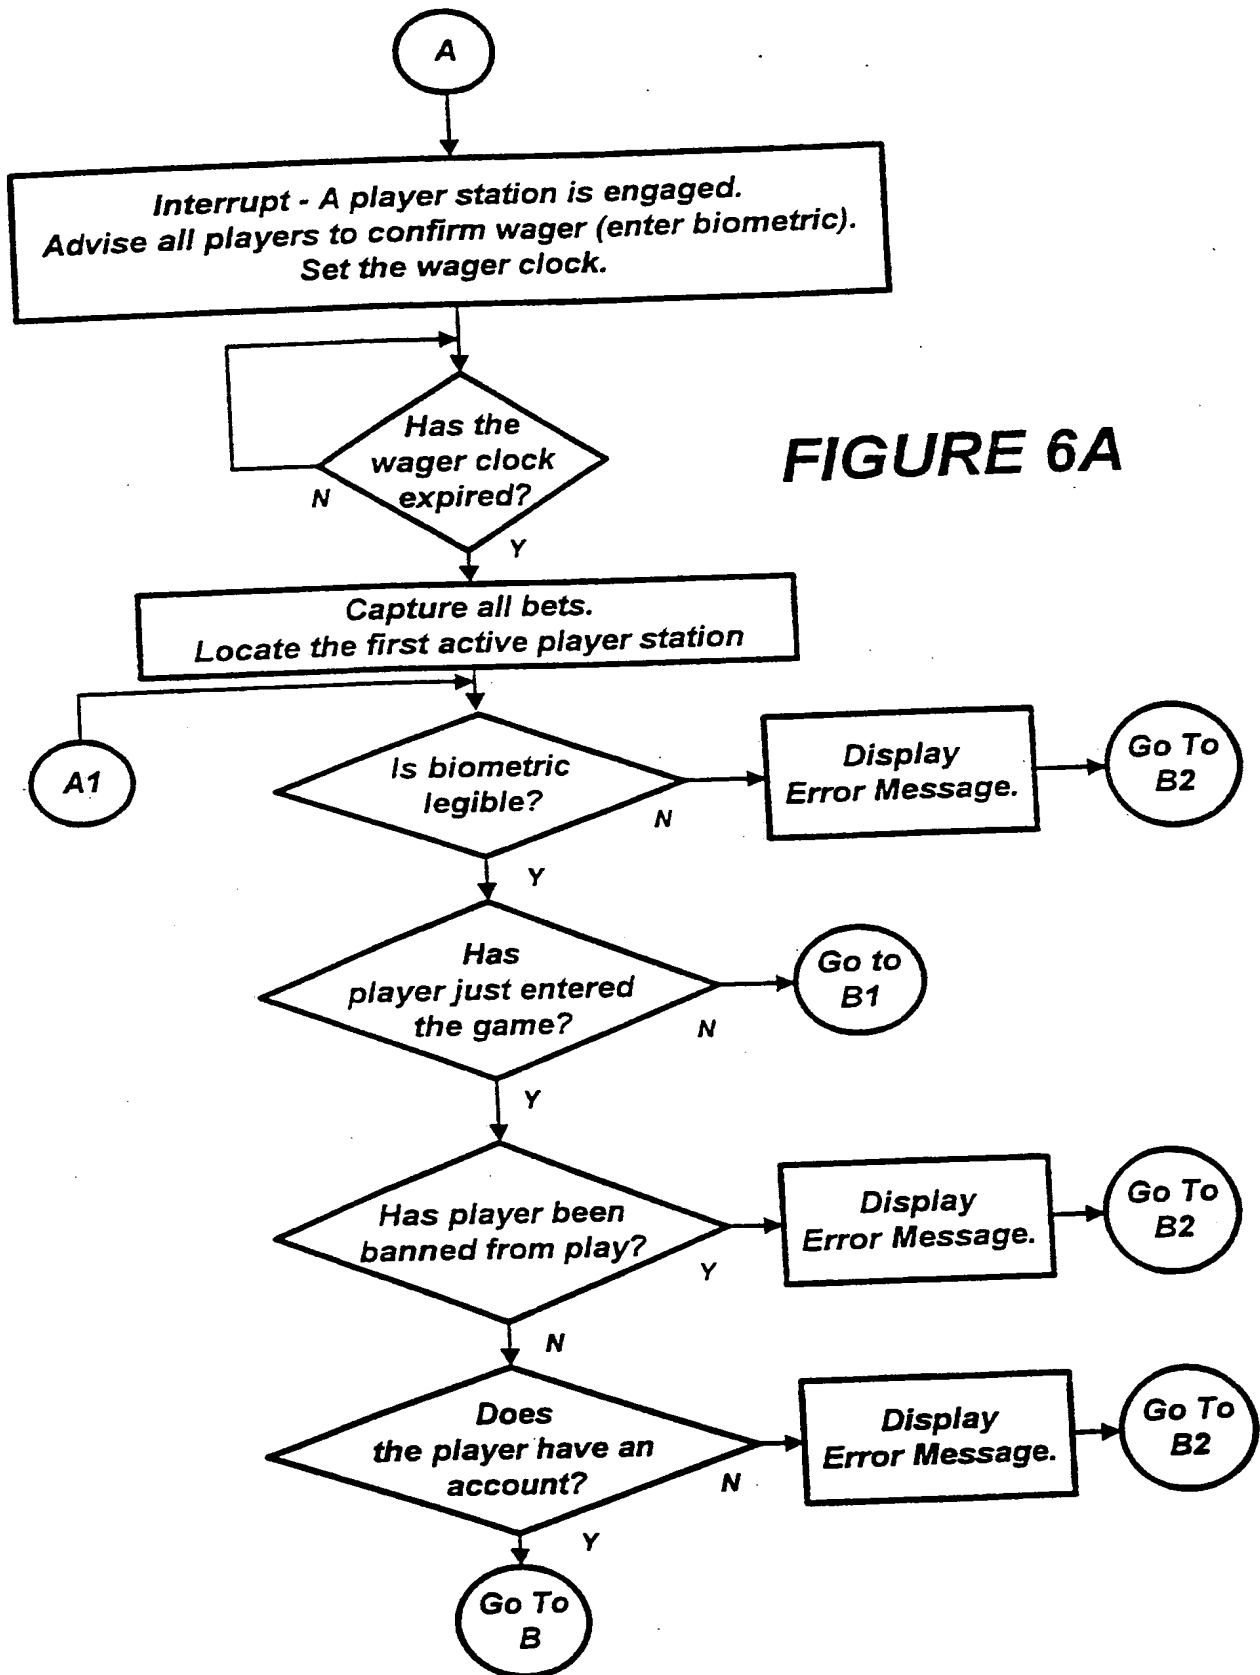 A
Interrupt - A player station is engaged.
Advise all players to confirm wager (enter biometric).
Set the wager clock.
Has the
wager clock
expired?
N
Y
FIGURE 6A
Capture all bets.
Locate the first active player station
A1
Is biometric
legible?
N
Y
Display
Error Message.
Go To
B2
Has
player just entered
the game?
N
Y
Go to
B1
Has player been
banned from play?
Y
N
Display
Error Message.
Go To
B2
Does
the player have an
account?
N
Y
Display
Error Message.
Go To
B2
Go To
B